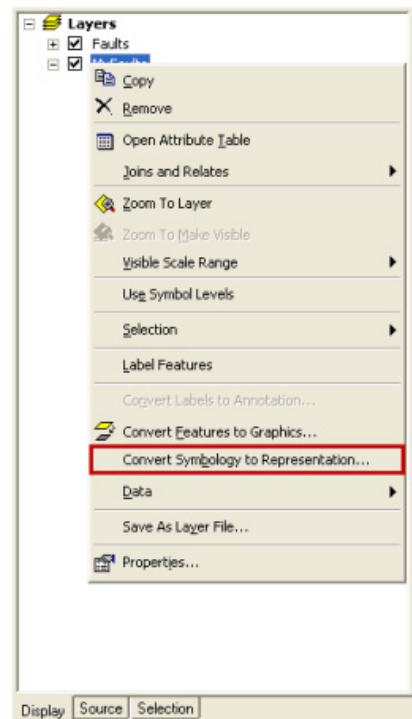 Layers
Faults
Copy
Remove
Open Attribute Table
Joins and Relates
Zoom To Layer
Zoom To Make Visible
Visible Scale Range
Use Symbol Levels
Selection
Label Features
Convert Labels to Annotation...
Convert Features to Graphics...
Convert Symbology to Representation...
Data
Save As Layer File...
Properties...
Display Source Selection